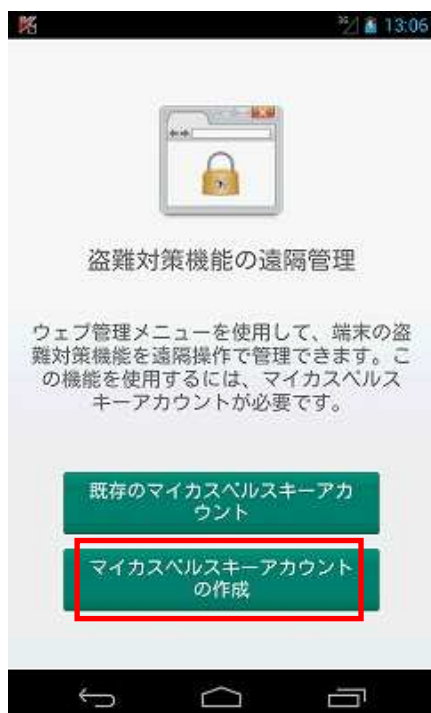 3G 13:06
盗難対策機能の遠隔管理
ウェブ管理メニューを使用して、端末の盗
難対策機能を遠隔操作で管理できます。こ
の機能を使用するには、マイカスペルス
キーアカウントが必要です。
既存のマイカスペルスキーアカ
ウント
マイカスペルスキーアカウント
の作成